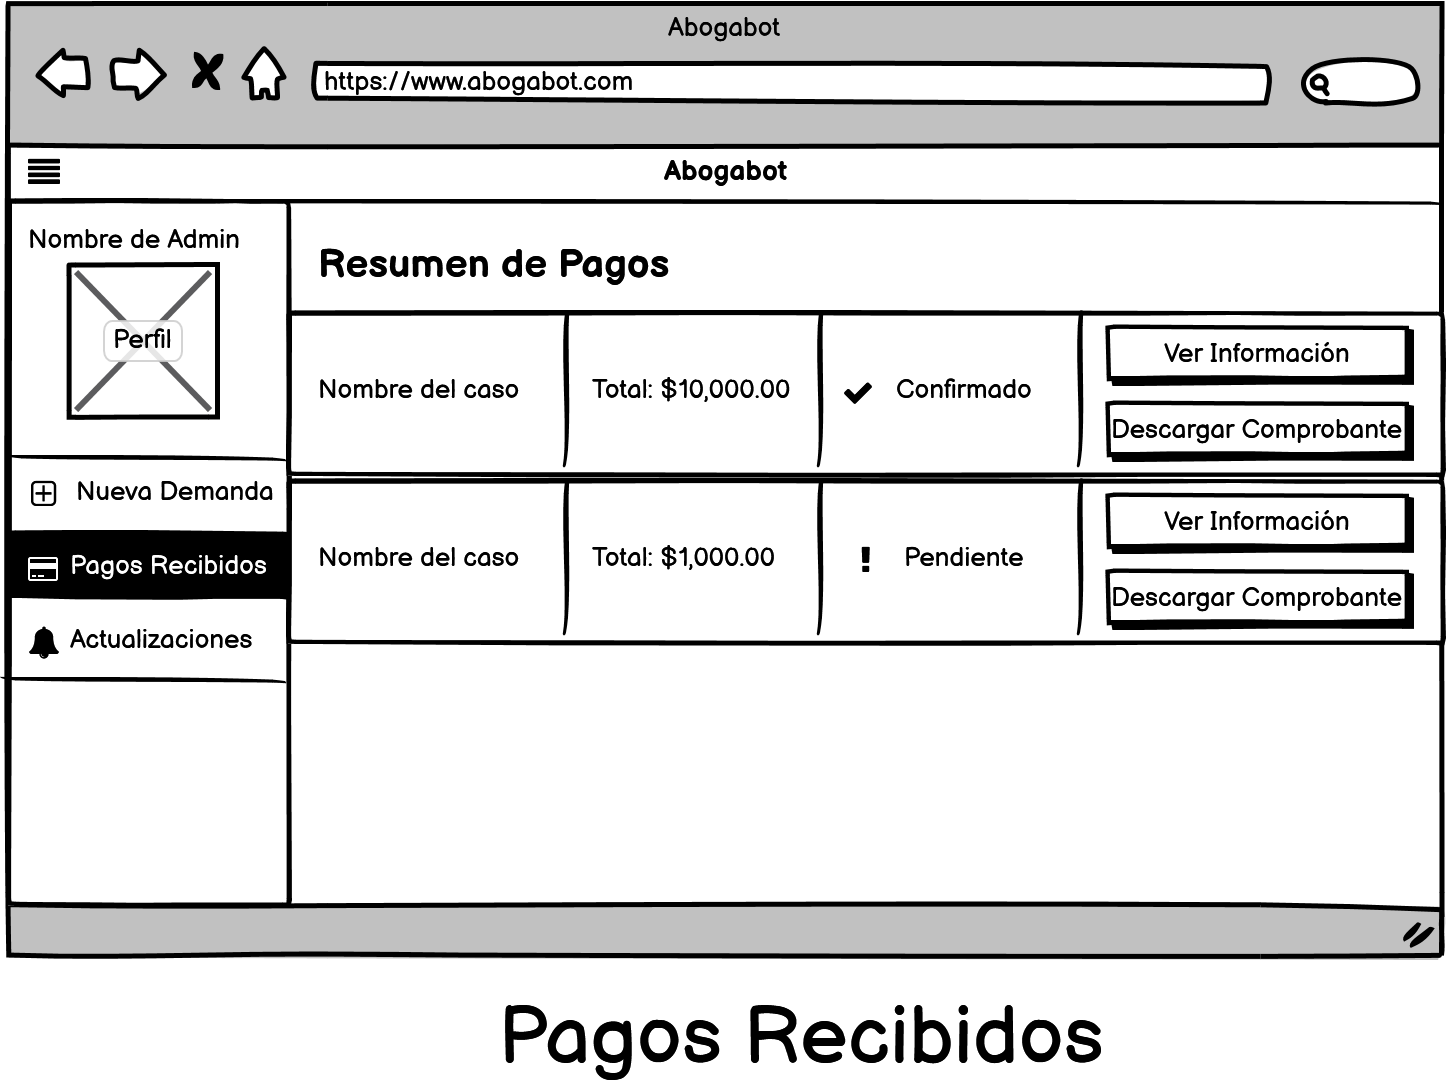 Abogabot
https://www.abogabot.com
Abogabot
Nombre de Admin
Perfil
Nueva Demanda
Pagos Recibidos
Actualizaciones
Resumen de Pagos
Nombre del caso
Total: $10,000.00
Confirmado
Ver Información
Descargar Comprobante
Nombre del caso
Total: $1,000.00
Pendiente
Ver Información
Descargar Comprobante
Pagos Recibidos